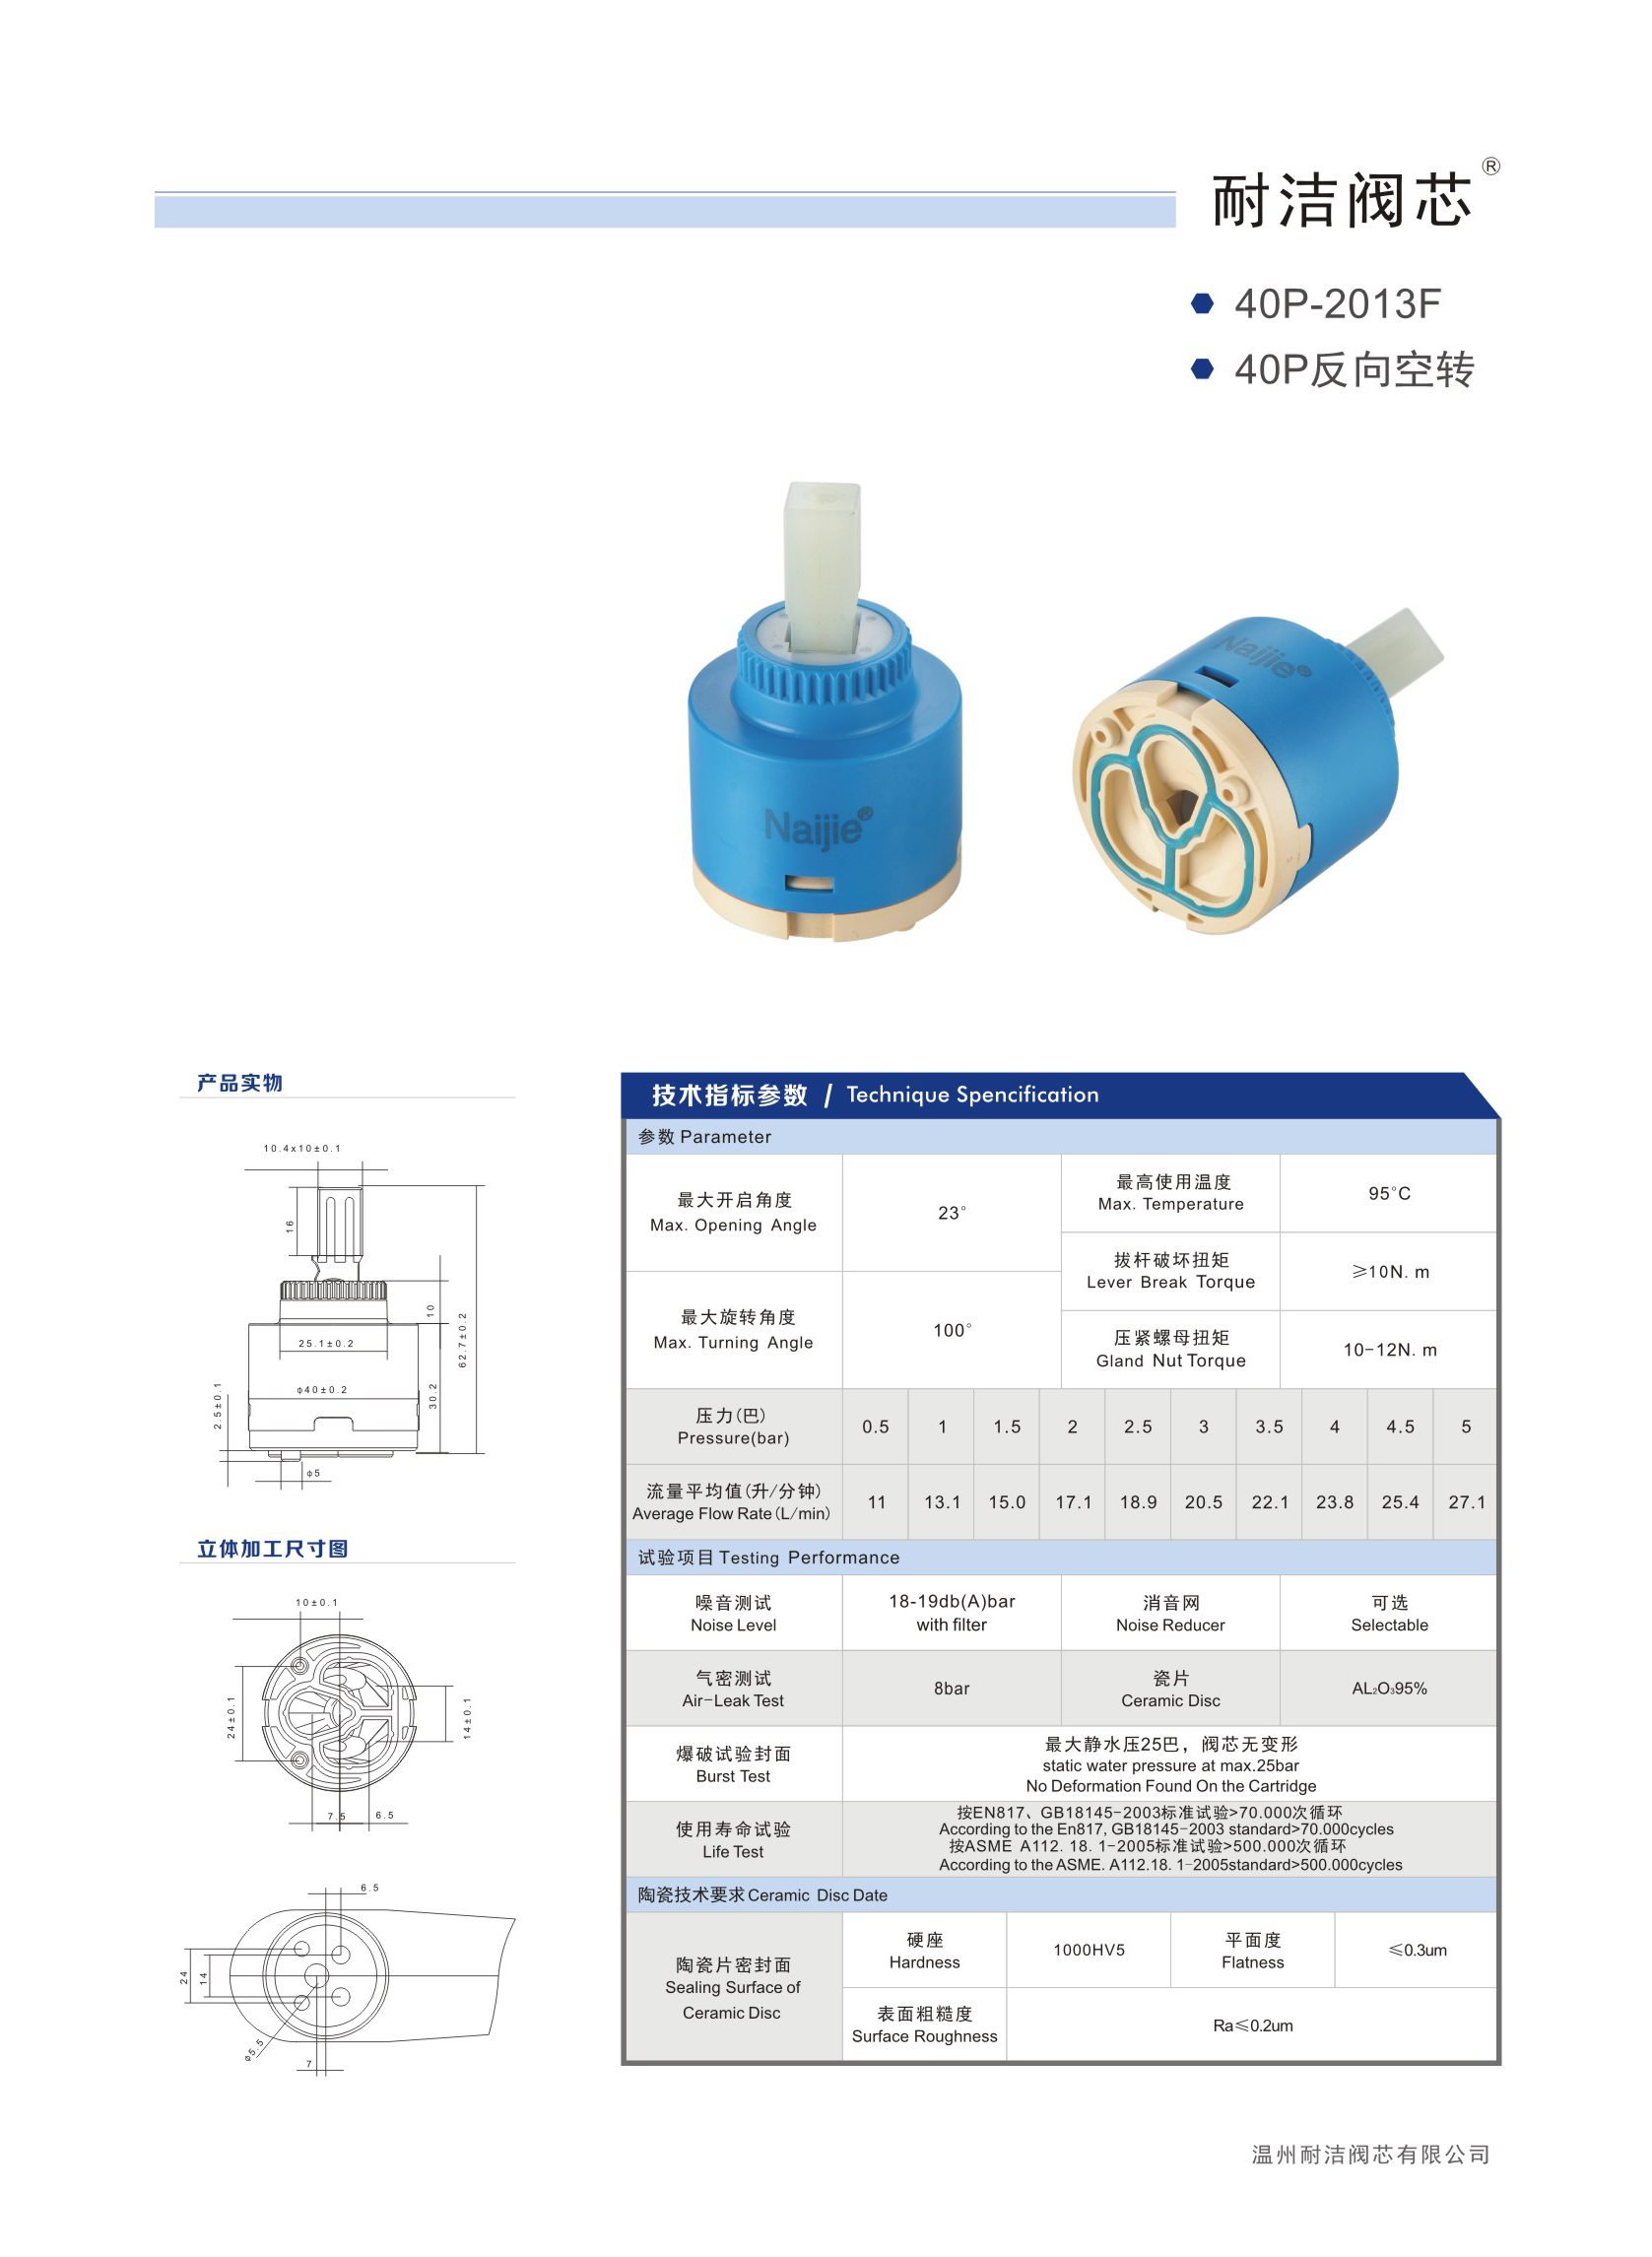 耐洁阀芯®
40P-2013F
40P反向空转
Naijie®
Naijie®
产品实物
10.4x10±0.1
16
10
25.1±0.2
62.7±0.2
φ40±0.2
30.2
2.5±0.1
φ5
立体加工尺寸图
10±0.1
24±0.1
14±0.1
7.5
6.5
6.5
24
14
φ5.5
7
技术指标参数 / Technique Spencification
参数 Parameter
最大开启角度
Max. Opening Angle
23°
最高使用温度
Max. Temperature
95°C
拔杆破坏扭矩
Lever Break Torque
≥10N. m
最大旋转角度
Max. Turning Angle
100°
压紧螺母扭矩
Gland Nut Torque
10-12N. m
压力(巴)
Pressure(bar)
0.5 1 1.5 2 2.5 3 3.5 4 4.5 5
流量平均值(升/分钟)
Average Flow Rate(L/min)
11 13.1 15.0 17.1 18.9 20.5 22.1 23.8 25.4 27.1
试验项目 Testing Performance
噪音测试
Noise Level
18-19db(A)bar
with filter
消音网
Noise Reducer
可选
Selectable
气密测试
Air-Leak Test
8bar
瓷片
Ceramic Disc
AL₂O₃95%
爆破试验封面
Burst Test
最大静水压25巴，阀芯无变形
static water pressure at max.25bar
No Deformation Found On the Cartridge
使用寿命试验
Life Test
按EN817、GB18145-2003标准试验>70.000次循环
According to the En817, GB18145-2003 standard>70.000cycles
按ASME A112. 18. 1-2005标准试验>500.000次循环
According to the ASME. A112.18. 1-2005standard>500.000cycles
陶瓷技术要求 Ceramic Disc Date
陶瓷片密封面
Sealing Surface of
Ceramic Disc
硬座
Hardness
1000HV5
平面度
Flatness
≤0.3um
表面粗糙度
Surface Roughness
Ra≤0.2um
温州耐洁阀芯有限公司